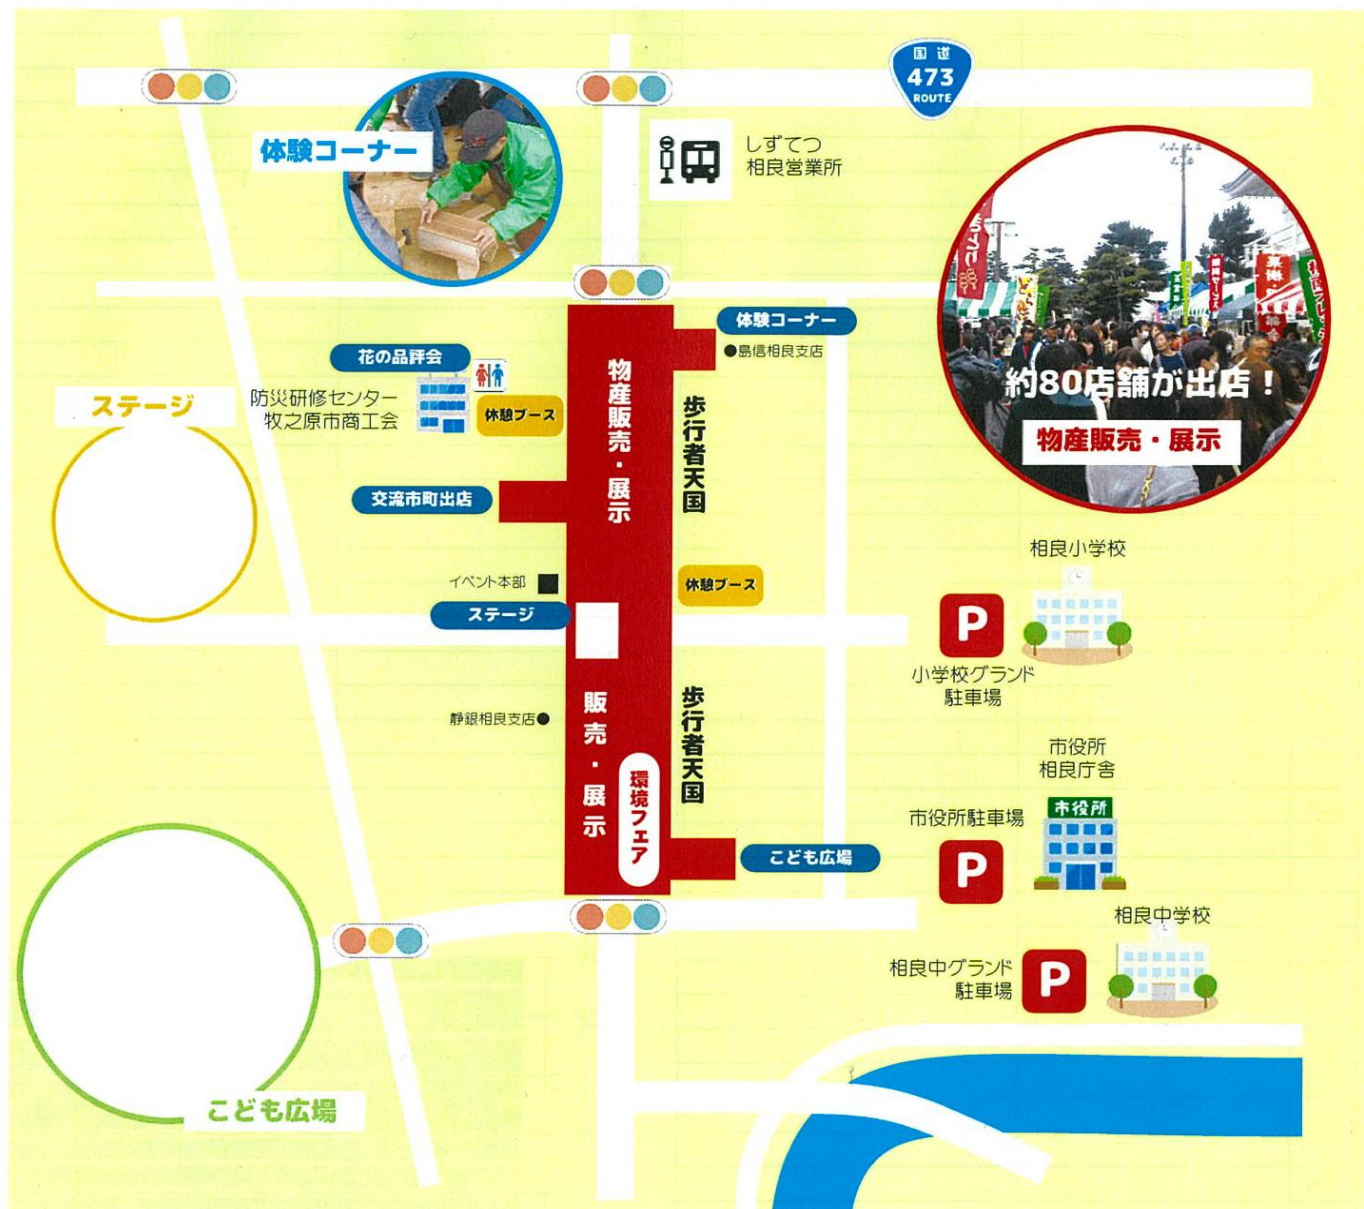 国道
473
ROUTE
体験コーナー
しずてつ
相良営業所
約80店舗が出店！
物産販売・展示
体験コーナー
●島信相良支店
花の品評会
防災研修センター
牧之原市商工会
休憩ブース
ステージ
物産販売・展示
歩行者天国
交流市町出店
イベント本部
休憩ブース
ステージ
相良小学校
P
小学校グランド
駐車場
静銀相良支店●
販売・展示
歩行者天国
環境フェア
市役所
相良庁舎
市役所駐車場
市役所
P
こども広場
相良中学校
相良中グランド
駐車場
P
こども広場